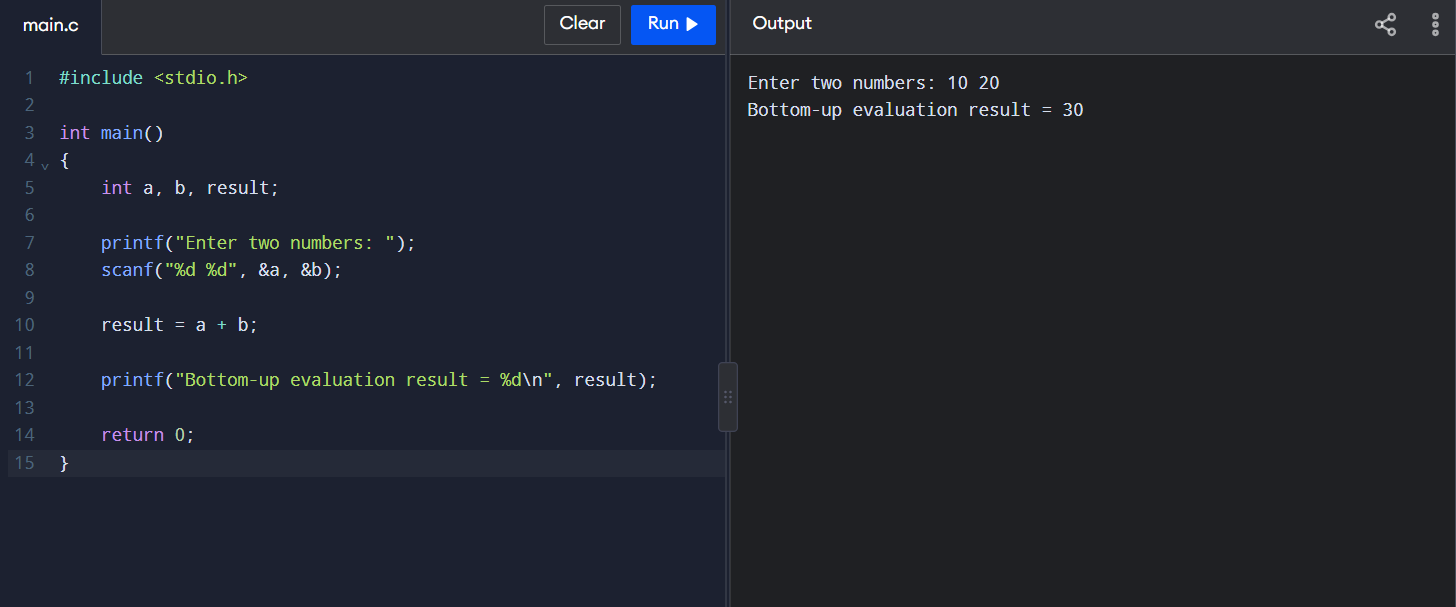 main.c
Clear
Run
Output
1 #include <stdio.h>
2
3 int main()
4 {
5     int a, b, result;
6
7     printf("Enter two numbers: ");
8     scanf("%d %d", &a, &b);
9
10     result = a + b;
11
12     printf("Bottom-up evaluation result = %d\n", result);
13
14     return 0;
15 }
Enter two numbers: 10 20
Bottom-up evaluation result = 30